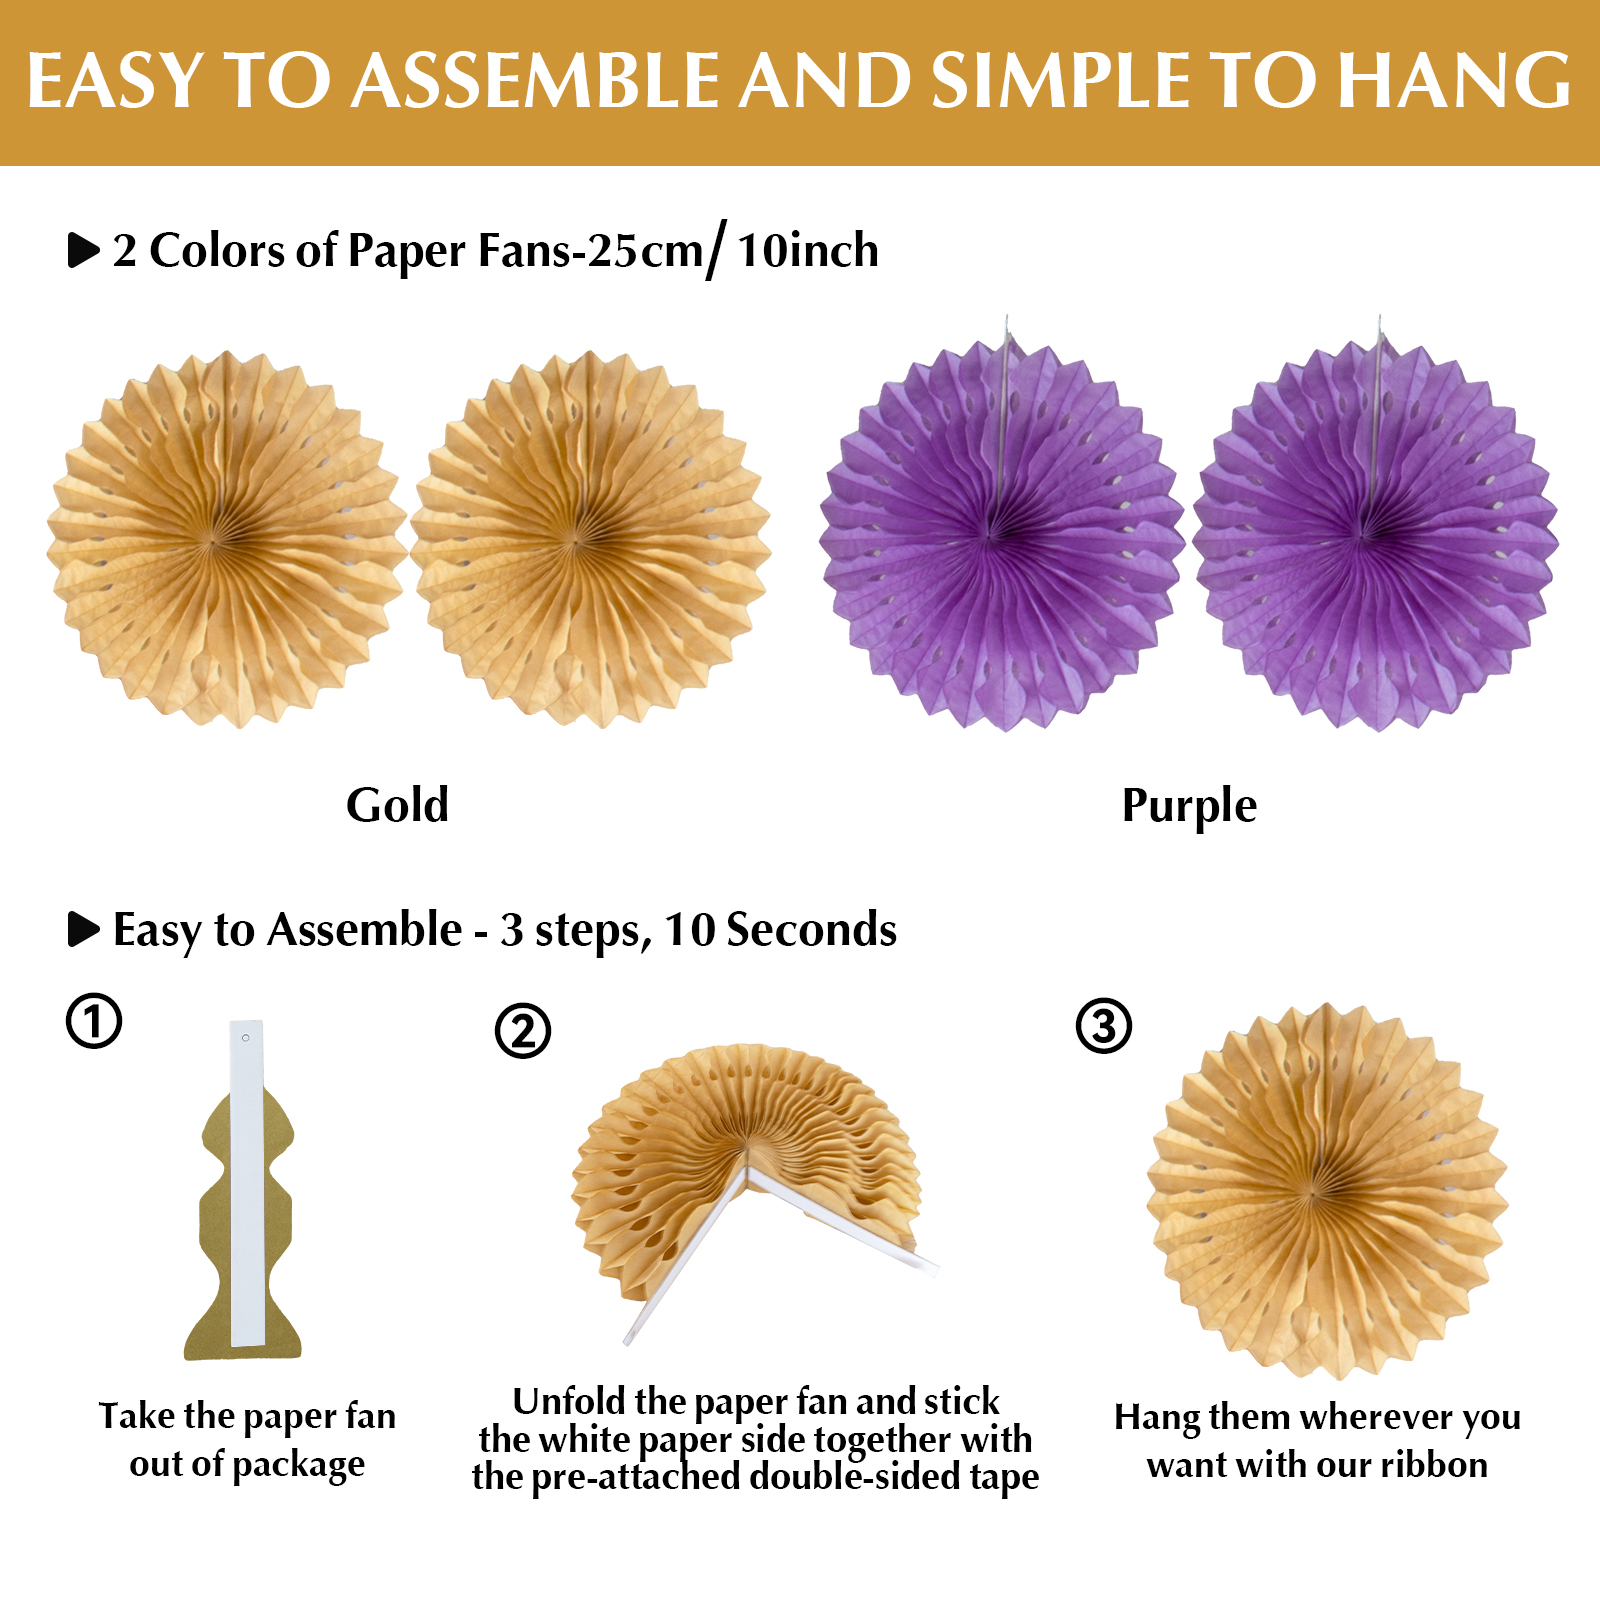 EASY TO ASSEMBLE AND SIMPLE TO HANG
2 Colors of Paper Fans-25cm/ 10inch
Gold
Purple
Easy to Assemble - 3 steps, 10 Seconds
1
2
3
Take the paper fan
out of package
Unfold the paper fan and stick
the white paper side together with
the pre-attached double-sided tape
Hang them wherever you
want with our ribbon